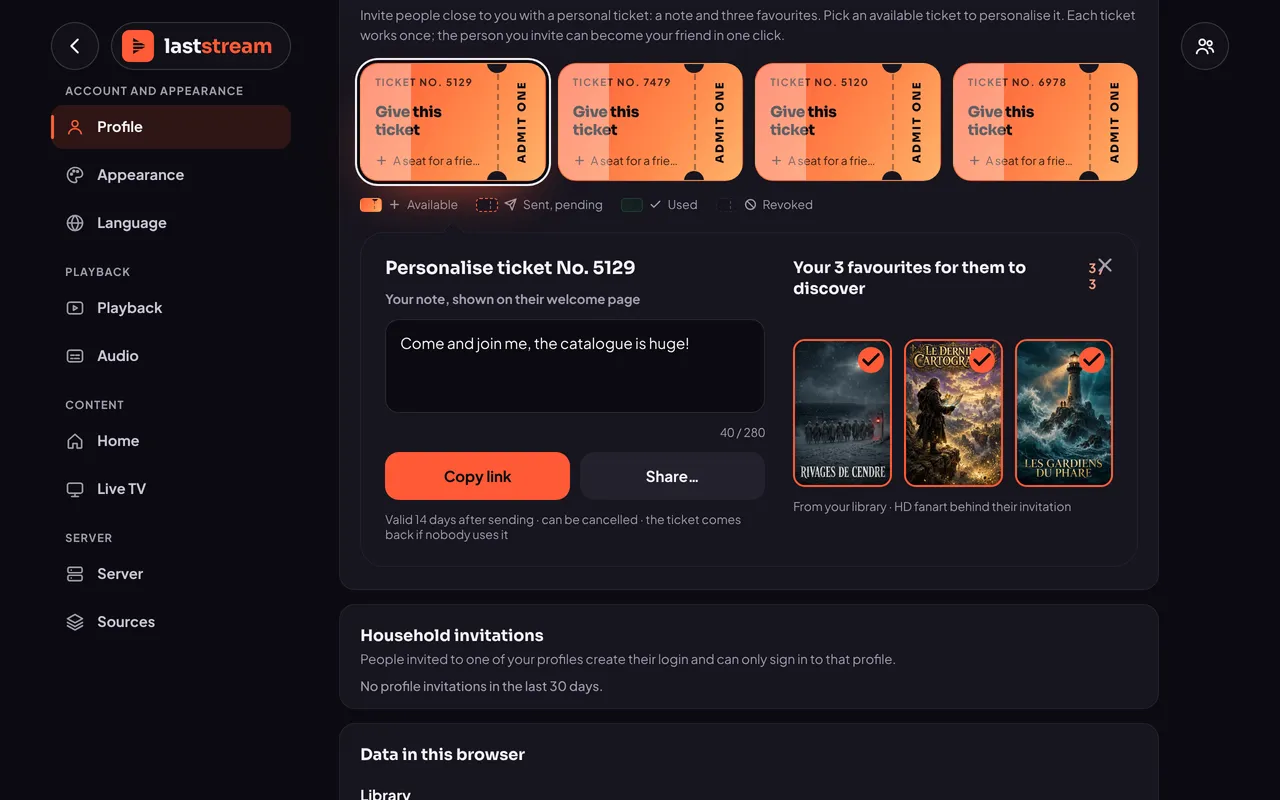 Invite people close to you with a personal ticket: a note and three favourites. Pick an available ticket to personalise it. Each ticket
works once; the person you invite can become your friend in one click.
laststream
ACCOUNT AND APPEARANCE
Profile
Appearance
Language
PLAYBACK
Playback
Audio
CONTENT
Home
Live TV
SERVER
Server
Sources
TICKET NO. 5129
Give this
ticket
A seat for a frie...
ADMIT ONE
TICKET NO. 7479
Give this
ticket
A seat for a frie...
ADMIT ONE
TICKET NO. 5120
Give this
ticket
A seat for a frie...
ADMIT ONE
TICKET NO. 6978
Give this
ticket
A seat for a frie...
ADMIT ONE
Available
Sent, pending
Used
Revoked
Personalise ticket No. 5129
Your note, shown on their welcome page
Come and join me, the catalogue is huge!
40 / 280
Copy link
Share...
Valid 14 days after sending · can be cancelled · the ticket comes
back if nobody uses it
Your 3 favourites for them to
discover
3/
3
RIVAGES DE CENDRE
LE DERNIER
LES GARDIENS
DU PHARE
From your library · HD fanart behind their invitation
Household invitations
People invited to one of your profiles create their login and can only sign in to that profile.
No profile invitations in the last 30 days.
Data in this browser
Library